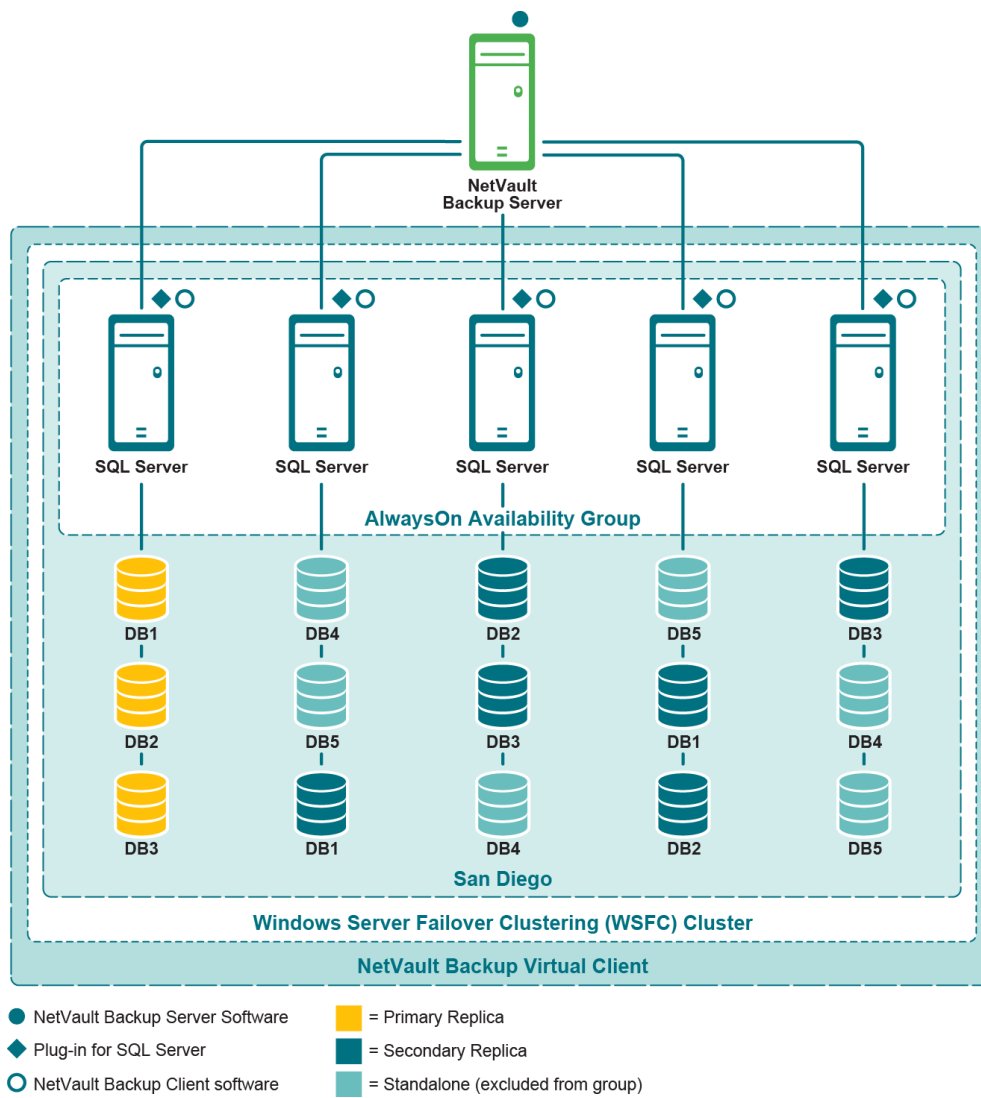 NetVault
Backup Server
SQL Server SQL Server SQL Server SQL Server SQL Server
AlwaysOn Availability Group
DB1 DB4 DB2 DB5 DB3
DB2 DB5 DB3 DB1 DB4
DB3 DB1 DB4 DB2 DB5
San Diego
Windows Server Failover Clustering (WSFC) Cluster
NetVault Backup Virtual Client
NetVault Backup Server Software
Plug-in for SQL Server
NetVault Backup Client software
= Primary Replica
= Secondary Replica
= Standalone (excluded from group)